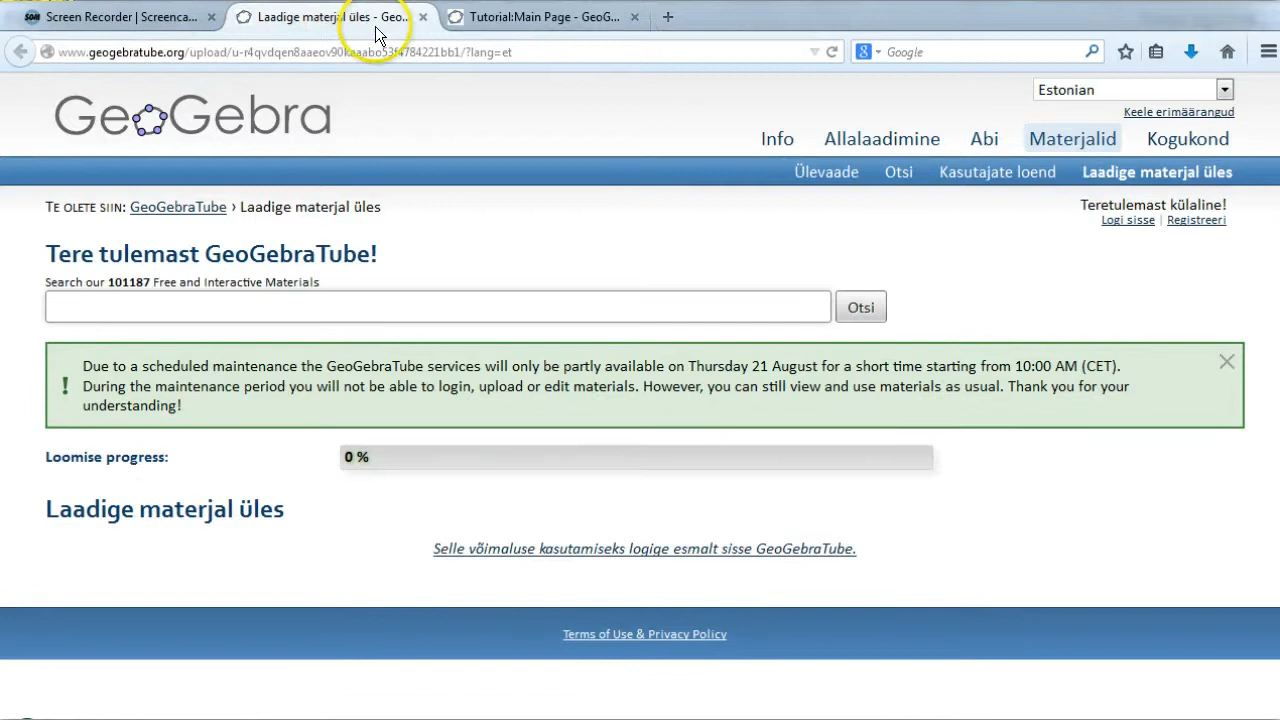 Screen Recorder | Screenca...
Laadige materjal üles - Geo...
Tutorial:Main Page - GeoG...
www.geogebratube.org/upload/
Google
GeoGebra
Estonian
Keele erimäärangud
Info Allalaadimine Abi Materjalid Kogukond
Ülevaade Otsi Kasutajate loend Laadige materjal üles
TE OLETE SIIN: GeoGebraTube › Laadige materjal üles
Teretulemast külaline!
Logi sisse | Registreeri
Tere tulemast GeoGebraTube!
Search our 101187 Free and Interactive Materials
Otsi
! Due to a scheduled maintenance the GeoGebraTube services will only be partly available on Thursday 21 August for a short time starting from 10:00 AM (CET).
During the maintenance period you will not be able to login, upload or edit materials. However, you can still view and use materials as usual. Thank you for your
understanding!
Loomise progress: 0 %
Laadige materjal üles
Selle võimaluse kasutamiseks logige esmalt sisse GeoGebraTube.
Terms of Use & Privacy Policy